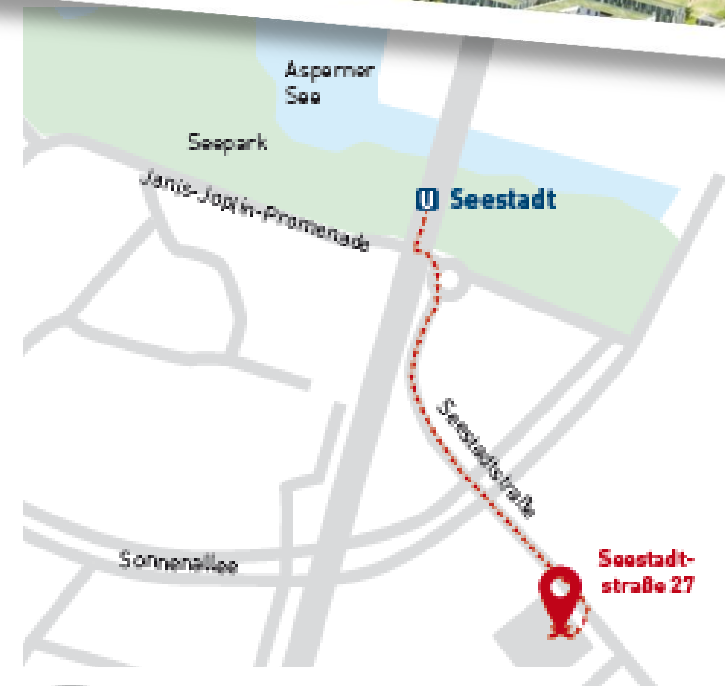 Asperner
See
Seepark
Janis-Joplin-Promenade
U Seestadt
Seestadtstraße
Sonnenallee
Seestadt-
straße 27